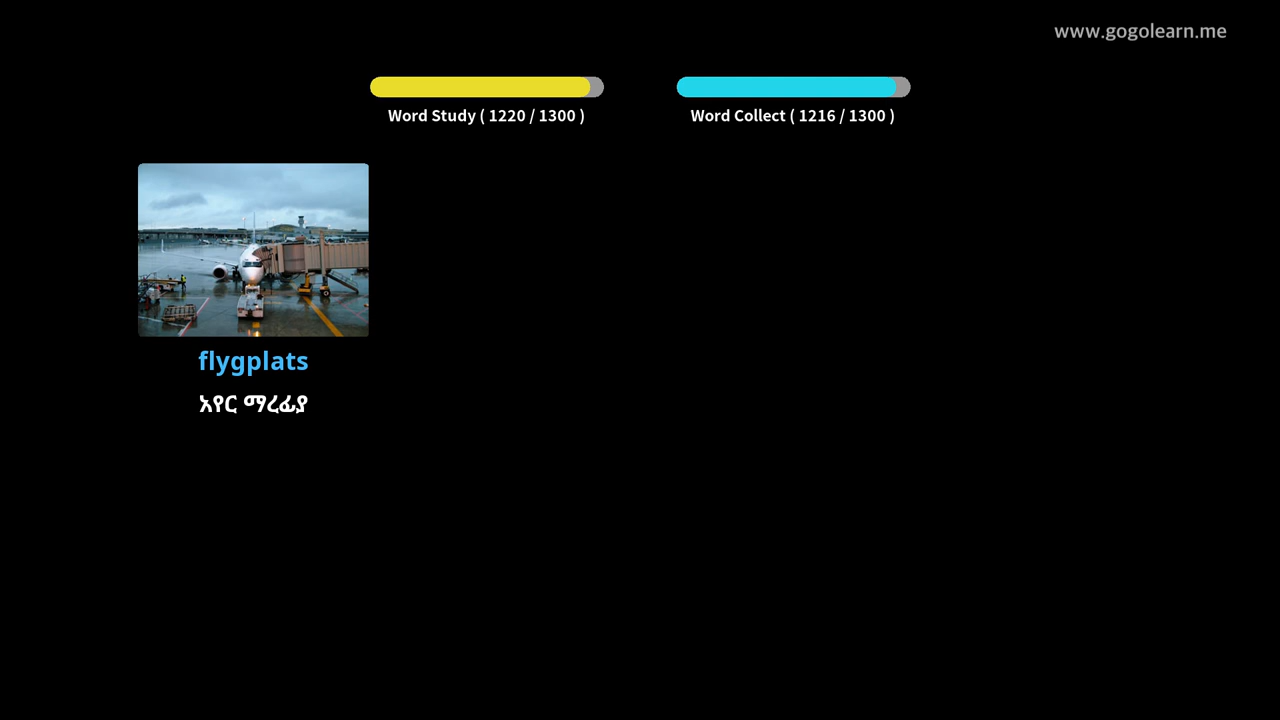 www.gogolearn.me
Word Study ( 1220 / 1300 )
Word Collect ( 1216 / 1300 )
flygplats
አየር ማረፊያ